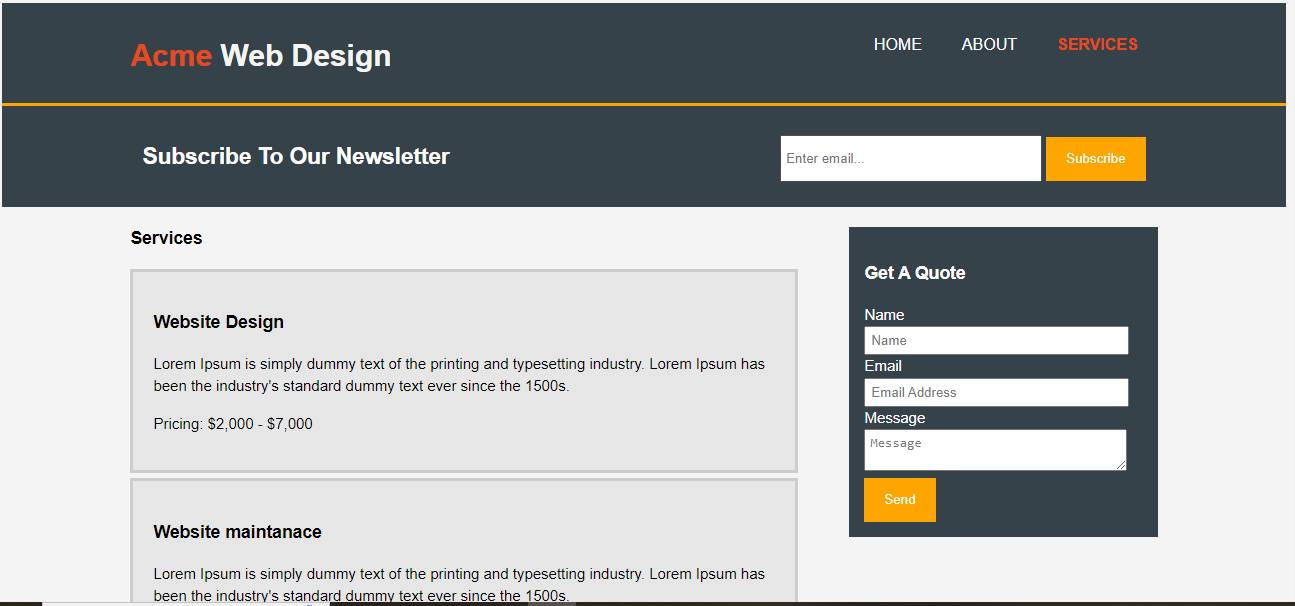 Acme Web Design
HOME ABOUT SERVICES
Subscribe To Our Newsletter
Enter email...
Subscribe
Services
Website Design
Lorem Ipsum is simply dummy text of the printing and typesetting industry. Lorem Ipsum has
been the industry's standard dummy text ever since the 1500s.
Pricing: $2,000 - $7,000
Website maintanace
Lorem Ipsum is simply dummy text of the printing and typesetting industry. Lorem Ipsum has
been the industry's standard dummy text ever since the 1500s.
Get A Quote
Name
Name
Email
Email Address
Message
Message
Send